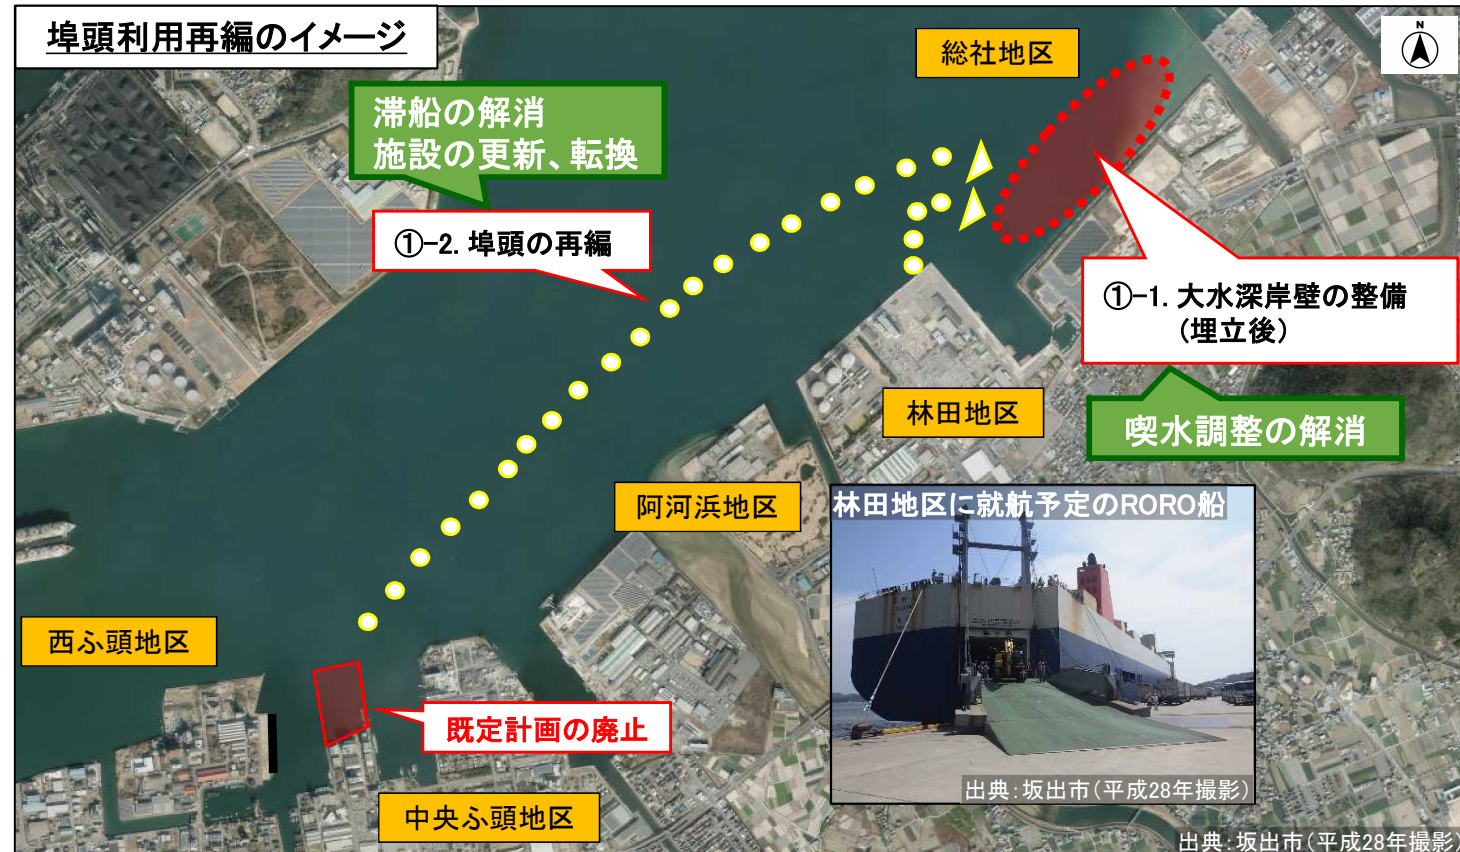 埠頭利用再編のイメージ
総社地区
N
滞船の解消
施設の更新、転換
①-2. 埠頭の再編
①-1. 大水深岸壁の整備
(埋立後)
喫水調整の解消
林田地区
阿河浜地区
林田地区に就航予定のRORO船
出典:坂出市(平成28年撮影)
西ふ頭地区
既定計画の廃止
中央ふ頭地区
出典:坂出市(平成28年撮影)